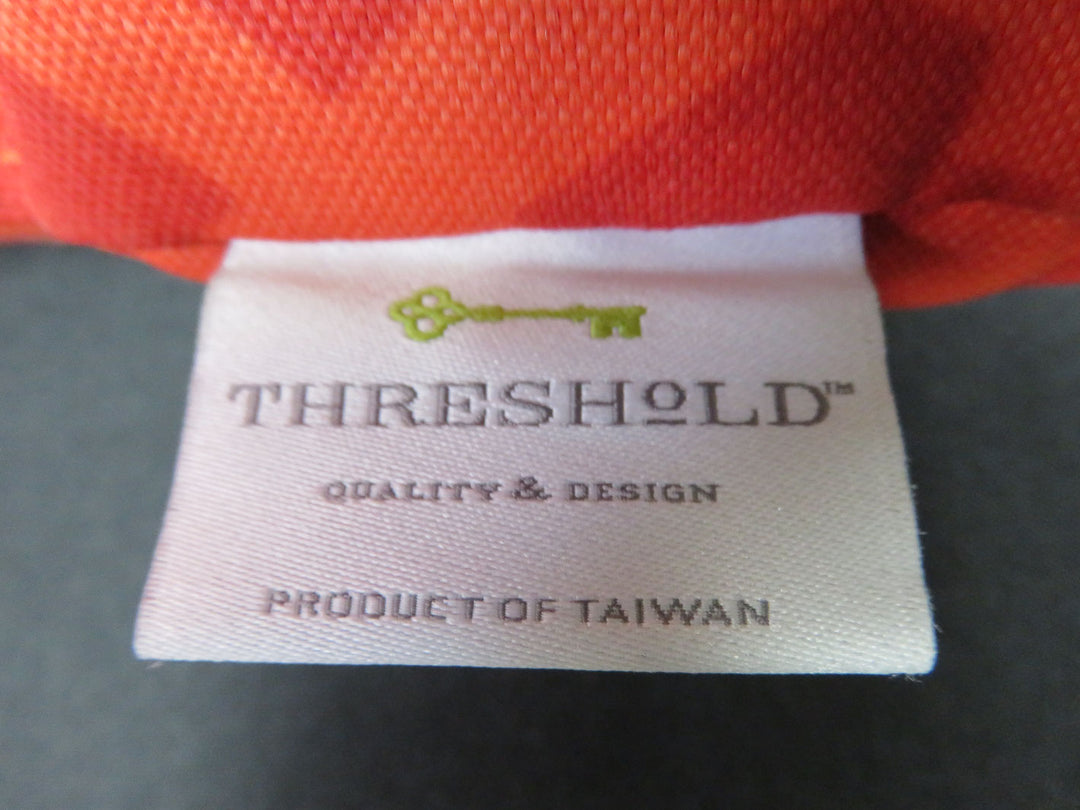 THRESHOLD™
QUALITY & DESIGN
PRODUCT OF TAIWAN